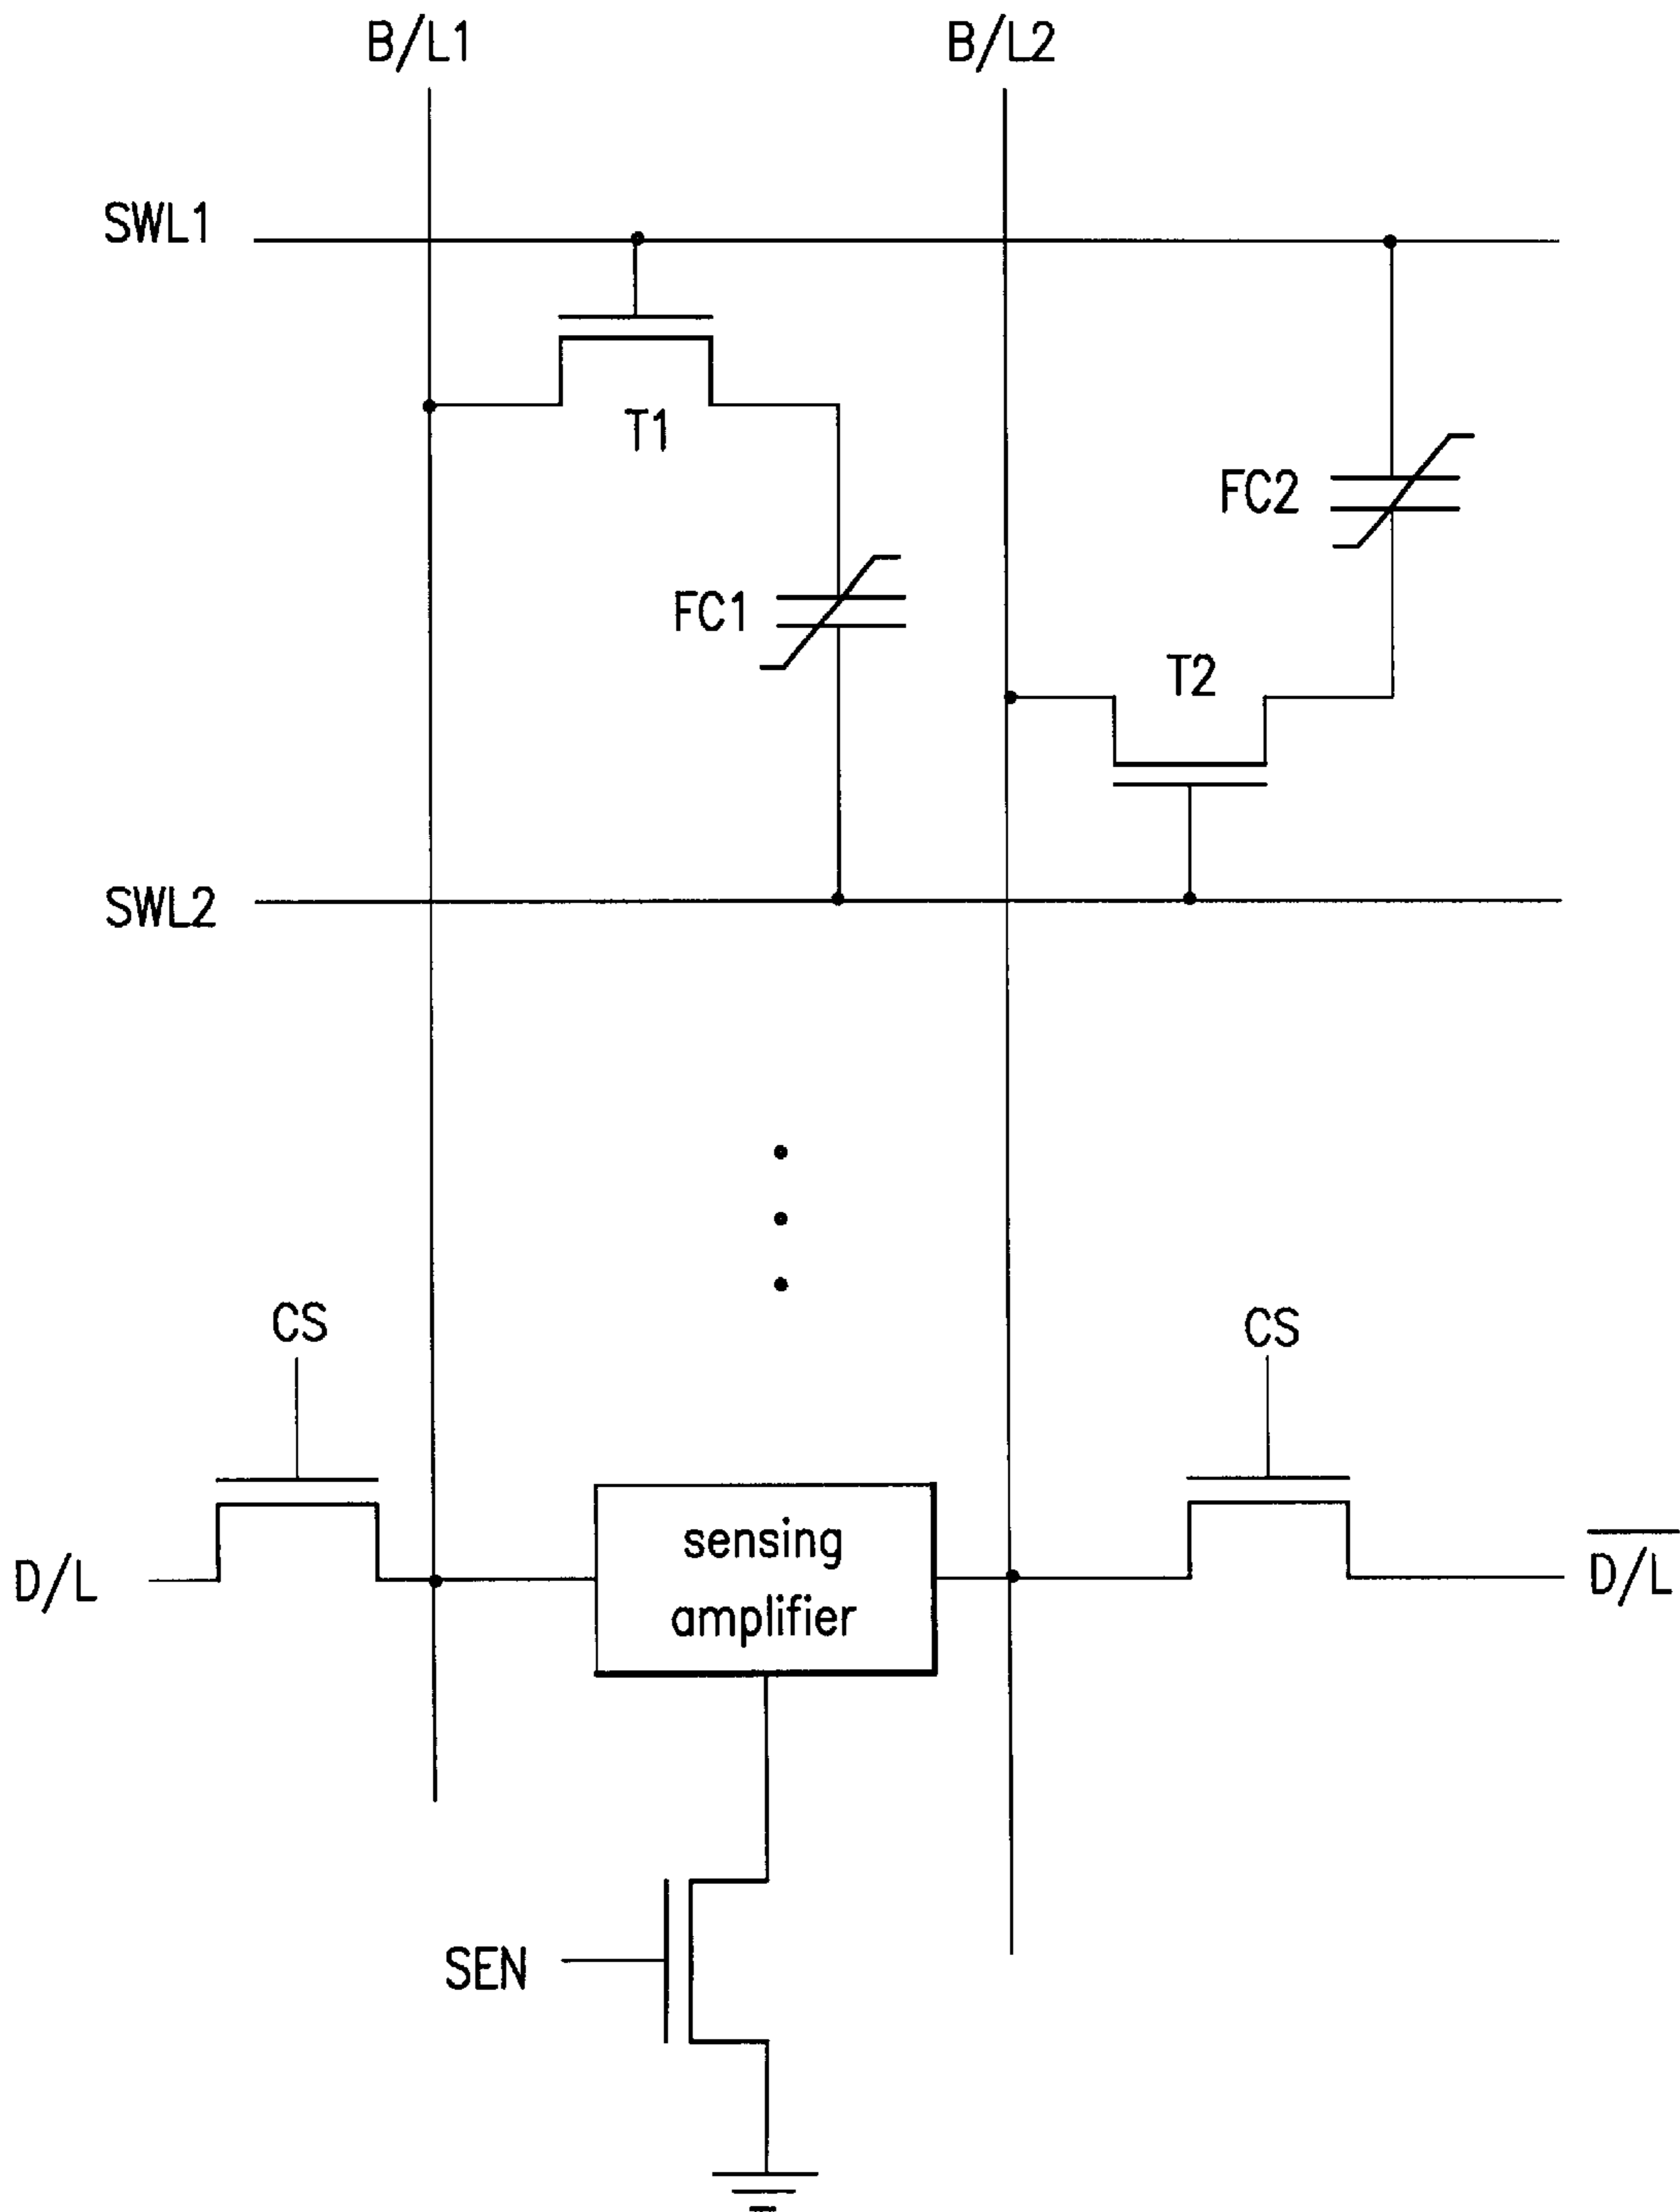 B/L1
B/L2
SWL1
T1
FC2
FC1
T2
SWL2
CS
CS
D/L
sensing
amplifier
D/L
SEN